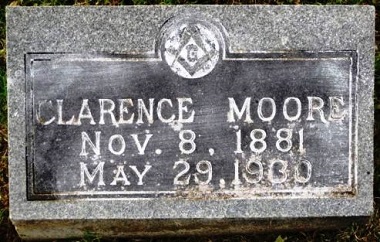 G
CLARENCE MOORE
NOV. 8, 1881
MAY 29,